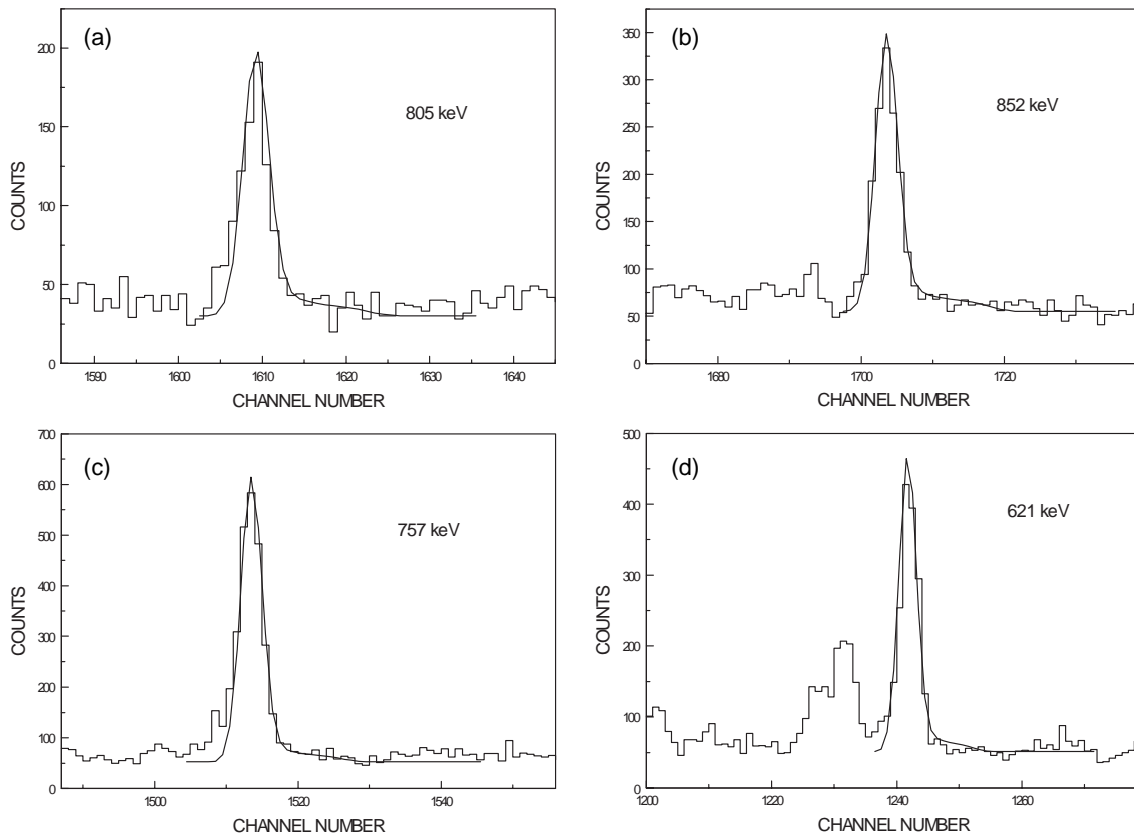 (a)
805 keV
200
150
100
50
0
COUNTS
1590 1600 1610 1620 1630 1640
CHANNEL NUMBER
(b)
852 keV
350
300
250
200
150
100
50
0
COUNTS
1680 1700 1720
CHANNEL NUMBER
(c)
757 keV
700
600
500
400
300
200
100
0
COUNTS
1500 1520 1540
CHANNEL NUMBER
(d)
621 keV
500
400
300
200
100
0
COUNTS
1200 1220 1240 1260
CHANNEL NUMBER